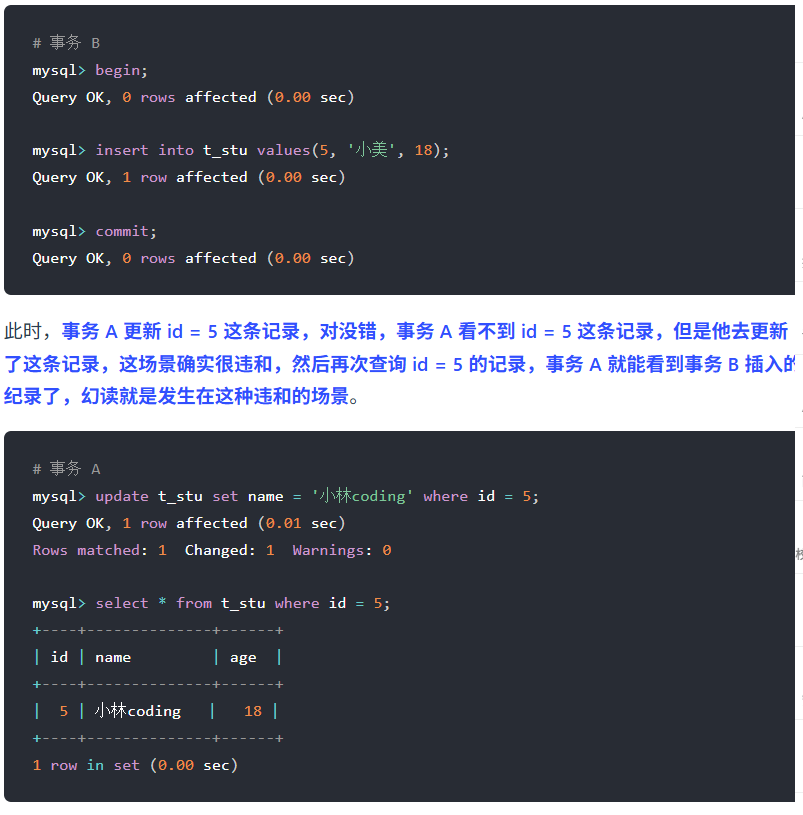 # 事务 B
mysql> begin;
Query OK, 0 rows affected (0.00 sec)
mysql> insert into t_stu values(5, '小美', 18);
Query OK, 1 row affected (0.00 sec)
mysql> commit;
Query OK, 0 rows affected (0.00 sec)
此时，事务 A 更新 id = 5 这条记录，对没错，事务 A 看不到 id = 5 这条记录，但是他去更新
了这条记录，这场景确实很违和，然后再次查询 id = 5 的记录，事务 A 就能看到事务 B 插入的
纪录了，幻读就是发生在这种违和的场景。
# 事务 A
mysql> update t_stu set name = '小林coding' where id = 5;
Query OK, 1 row affected (0.01 sec)
Rows matched: 1  Changed: 1  Warnings: 0
mysql> select * from t_stu where id = 5;
+----+--------------+------+
| id | name         | age  |
+----+--------------+------+
|  5 | 小林coding   |   18 |
+----+--------------+------+
1 row in set (0.00 sec)